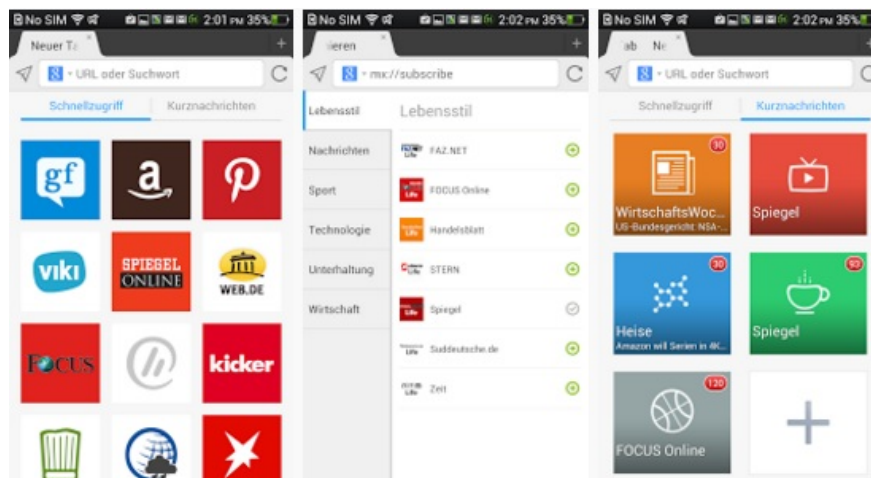 No SIM 2:01 PM 35%
Neuer Ta
URL oder Suchwort
Schnellzugriff Kurznachrichten
gf
a
viki
SPIEGEL
ONLINE
WEB.DE
FOCUS
kicker
No SIM 2:02 PM 35%
ieren
mx://subscribe
Lebensstil
Nachrichten
Sport
Technologie
Unterhaltung
Wirtschaft
Lebensstil
FAZ.NET
FOCUS Online
Handelsblatt
STERN
Spiegel
Suddeutsche.de
Zeit
No SIM 2:02 PM 35%
ab Ne
URL oder Suchwort
Schnellzugriff Kurznachrichten
30
WirtschaftsWoc...
US-Bundesgericht: NSA-...
Spiegel
30
Heise
Amazon will Serien in 4K...
93
Spiegel
120
FOCUS Online